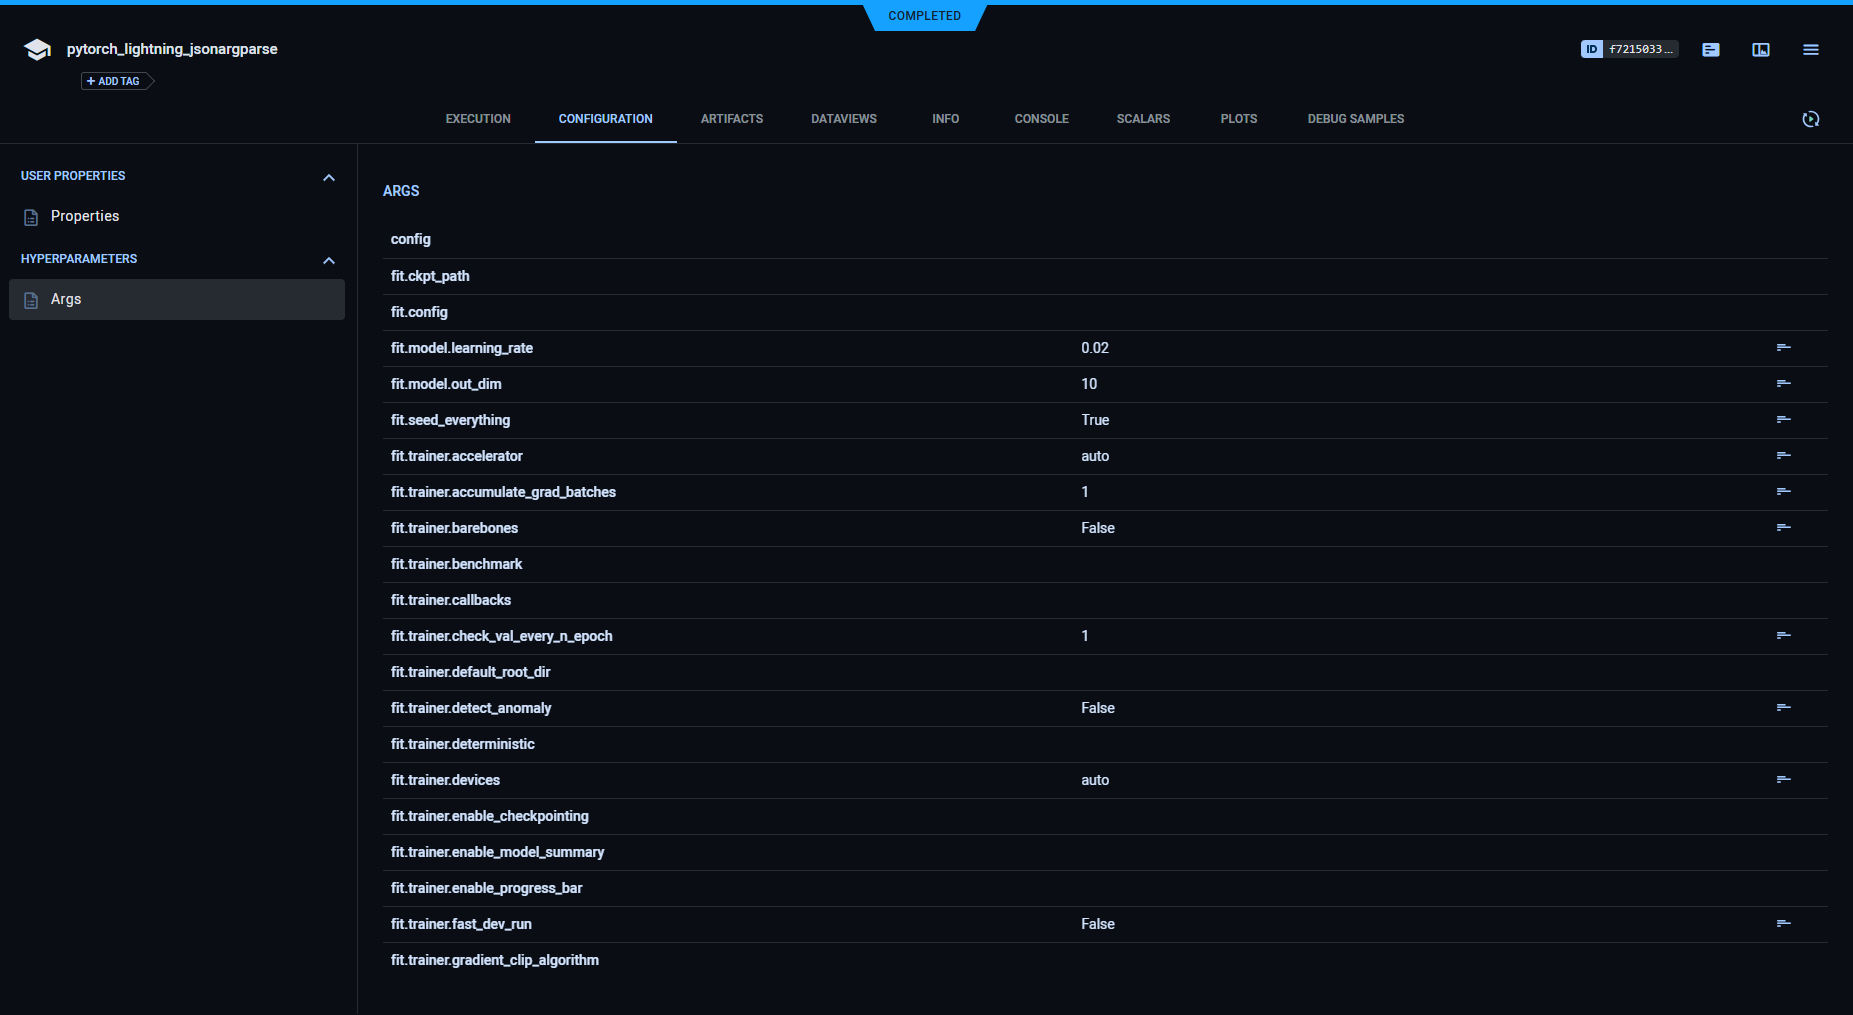 COMPLETED
pytorch_lightning_jsonargparse
ID f7215033...
+ ADD TAG
EXECUTION CONFIGURATION ARTIFACTS DATAVIEWS INFO CONSOLE SCALARS PLOTS DEBUG SAMPLES
USER PROPERTIES
Properties
HYPERPARAMETERS
Args
ARGS
config
fit.ckpt_path
fit.config
fit.model.learning_rate 0.02
fit.model.out_dim 10
fit.seed_everything True
fit.trainer.accelerator auto
fit.trainer.accumulate_grad_batches 1
fit.trainer.barebones False
fit.trainer.benchmark
fit.trainer.callbacks
fit.trainer.check_val_every_n_epoch 1
fit.trainer.default_root_dir
fit.trainer.detect_anomaly False
fit.trainer.deterministic
fit.trainer.devices auto
fit.trainer.enable_checkpointing
fit.trainer.enable_model_summary
fit.trainer.enable_progress_bar
fit.trainer.fast_dev_run False
fit.trainer.gradient_clip_algorithm